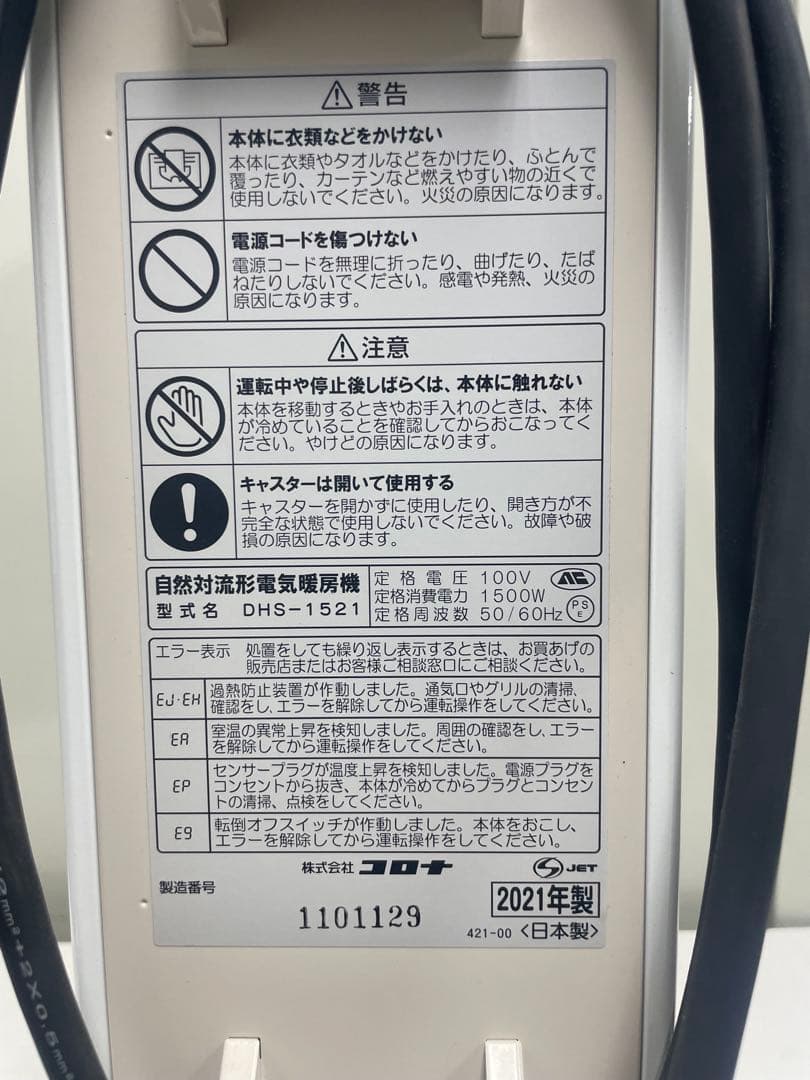 警告
本体に衣類などをかけない
本体に衣類やタオルなどをかけたり、ふとんで
覆ったり、カーテンなど燃えやすい物の近くで
使用しないでください。火災の原因になります。
電源コードを傷つけない
電源コードを無理に折ったり、曲げたり、たば
ねたりしないでください。感電や発熱、火災の
原因になります。
注意
運転中や停止後しばらくは、本体に触れない
本体を移動するときやお手入れのときは、本体
が冷めていることを確認してからおこなってく
ださい。やけどの原因になります。
キャスターは開いて使用する
キャスターを開かずに使用したり、開き方が不
完全な状態で使用しないでください。故障や破
損の原因になります。
自然対流形電気暖房機
型式名 DHS-1521
定格電圧 100V
定格消費電力 1500W
定格周波数 50/60Hz
PS
E
エラー表示 処置をしても繰り返し表示するときは、お買あげの
販売店またはお客様ご相談窓口にご相談ください。
EJ・EH 過熱防止装置が作動しました。通気口やグリルの清掃、
確認をし、エラーを解除してから運転操作をしてください。
EA 室温の異常上昇を検知しました。周囲の確認をし、エラー
を解除してから運転操作をしてください。
EP センサープラグが温度上昇を検知しました。電源プラグを
コンセントから抜き、本体が冷めてからプラグとコンセン
トの清掃、点検をしてください。
E9 転倒オフスイッチが作動しました。本体をおこし、
エラーを解除してから運転操作をしてください。
株式会社 コロナ
S JET
製造番号
1101129
2021年製
421-00 <日本製>
2mm²+2X0.5mm²